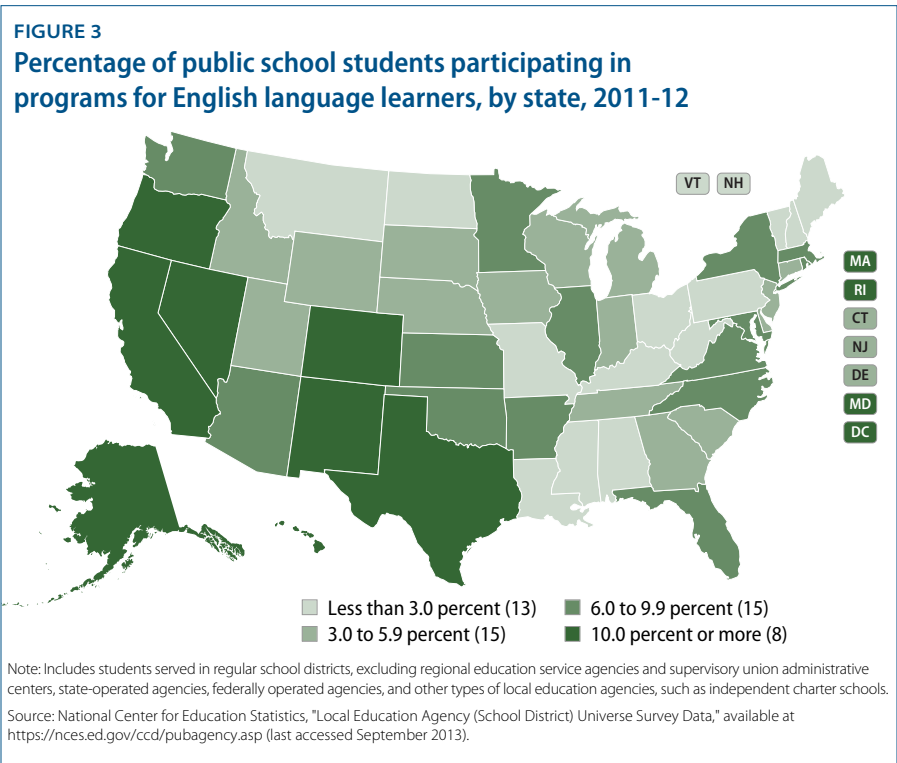 FIGURE 3
Percentage of public school students participating in
programs for English language learners, by state, 2011-12
VT NH
MA
RI
CT
NJ
DE
MD
DC
Less than 3.0 percent (13)
6.0 to 9.9 percent (15)
3.0 to 5.9 percent (15)
10.0 percent or more (8)
Note: Includes students served in regular school districts, excluding regional education service agencies and supervisory union administrative
centers, state-operated agencies, federally operated agencies, and other types of local education agencies, such as independent charter schools.
Source: National Center for Education Statistics, "Local Education Agency (School District) Universe Survey Data," available at
https://nces.ed.gov/ccd/pubagency.asp (last accessed September 2013).